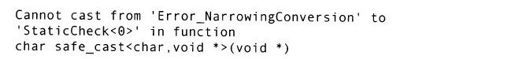 Cannot cast from 'Error_NarrowingConversion' to
'StaticCheck<0>' in function
char safe_cast<char,void *>(void *)